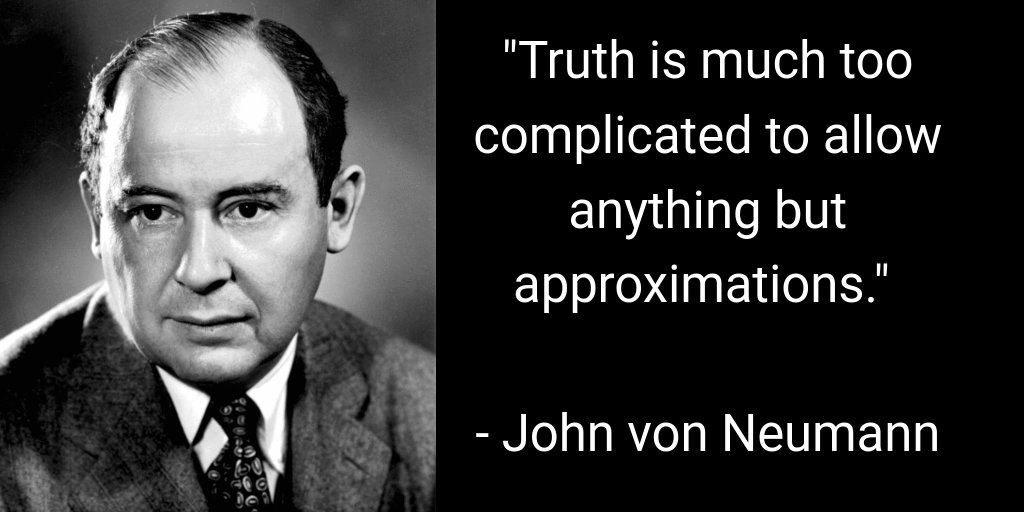 "Truth is much too
complicated to allow
anything but
approximations."
- John von Neumann